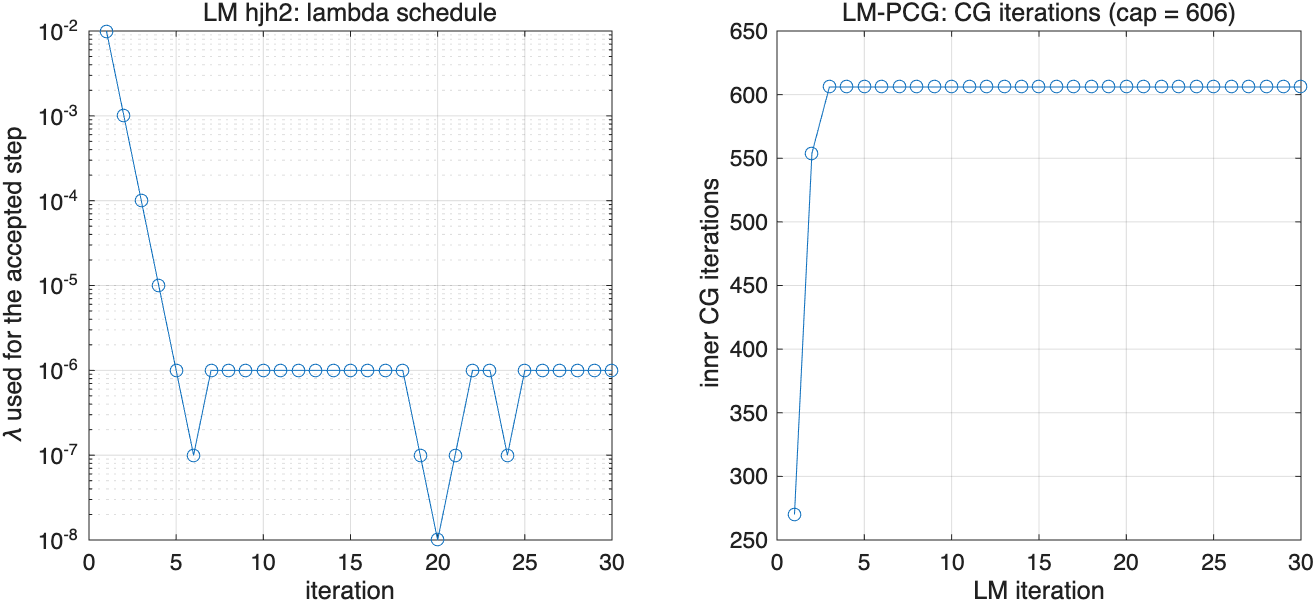 LM hjh2: lambda schedule
λ used for the accepted step
10-2
10-3
10-4
10-5
10-6
10-7
10-8
0 5 10 15 20 25 30
iteration
LM-PCG: CG iterations (cap = 606)
inner CG iterations
650
600
550
500
450
400
350
300
250
0 5 10 15 20 25 30
LM iteration